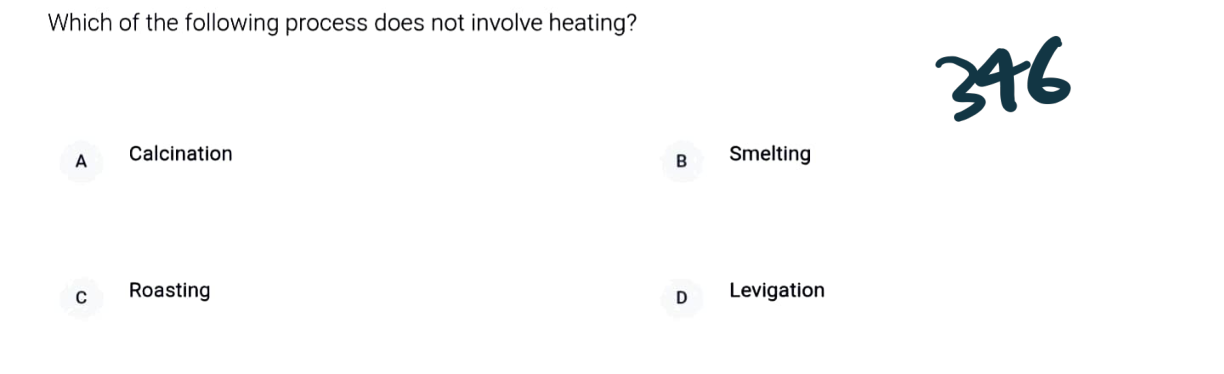 Which of the following process does not involve heating?
346
A Calcination
B Smelting
C Roasting
D Levigation